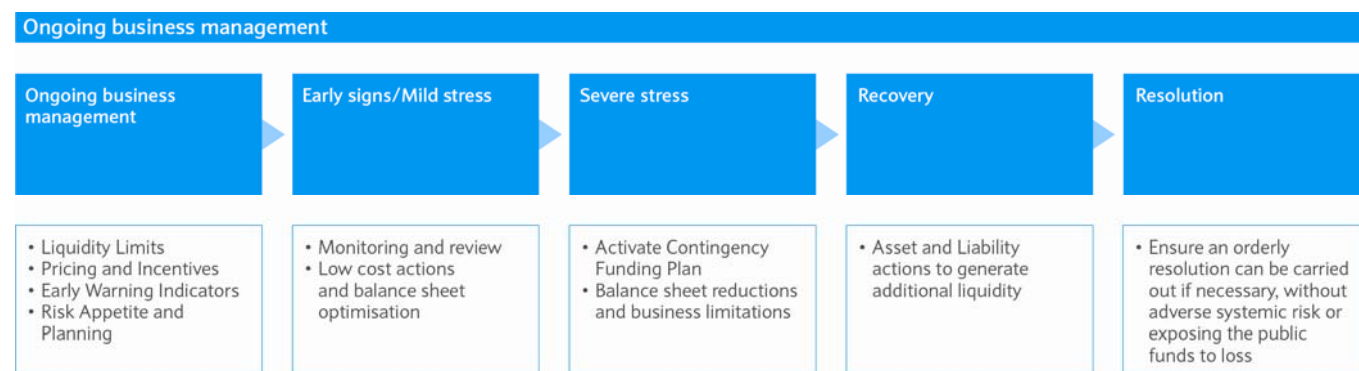 Ongoing business management
Ongoing business
management
Early signs/Mild stress
Severe stress
Recovery
Resolution
• Liquidity Limits
• Pricing and Incentives
• Early Warning Indicators
• Risk Appetite and
Planning
• Monitoring and review
• Low cost actions
and balance sheet
optimisation
• Activate Contingency
Funding Plan
• Balance sheet reductions
and business limitations
• Asset and Liability
actions to generate
additional liquidity
• Ensure an orderly
resolution can be carried
out if necessary, without
adverse systemic risk or
exposing the public
funds to loss